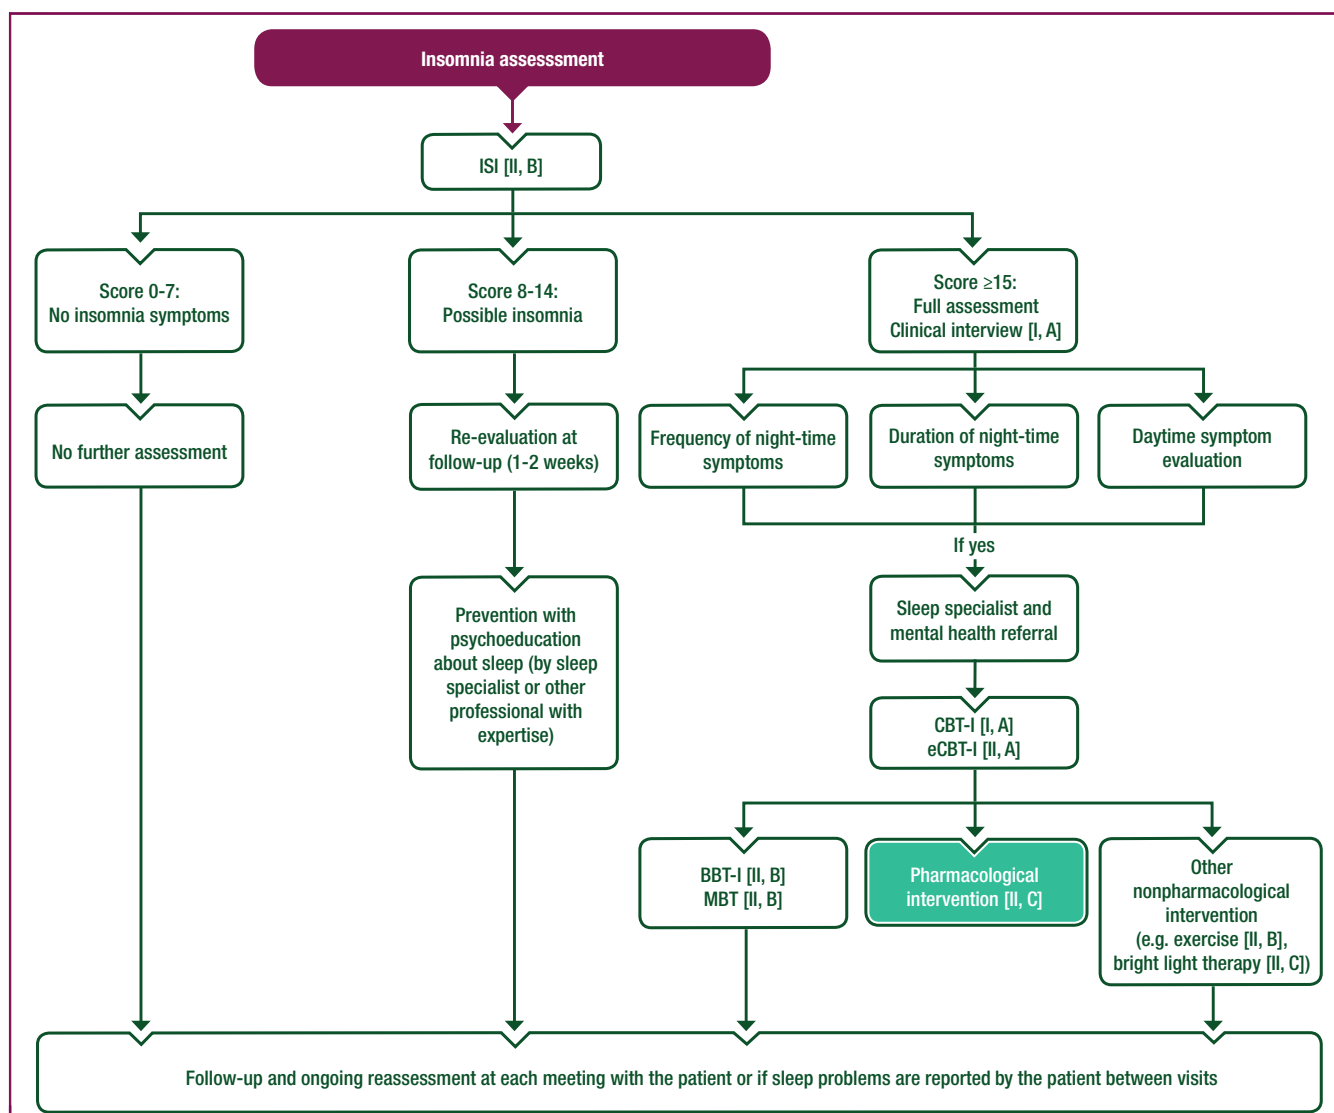 Insomnia assesssment
ISI [II, B]
Score 0-7:
No insomnia symptoms
Score 8-14:
Possible insomnia
Score ≥15:
Full assessment
Clinical interview [I, A]
No further assessment
Re-evaluation at
follow-up (1-2 weeks)
Frequency of night-time
symptoms
Duration of night-time
symptoms
Daytime symptom
evaluation
If yes
Prevention with
psychoeducation
about sleep (by sleep
specialist or other
professional with
expertise)
Sleep specialist and
mental health referral
CBT-I [I, A]
eCBT-I [II, A]
BBT-I [II, B]
MBT [II, B]
Pharmacological
intervention [II, C]
Other
nonpharmacological
intervention
(e.g. exercise [II, B],
bright light therapy [II, C])
Follow-up and ongoing reassessment at each meeting with the patient or if sleep problems are reported by the patient between visits